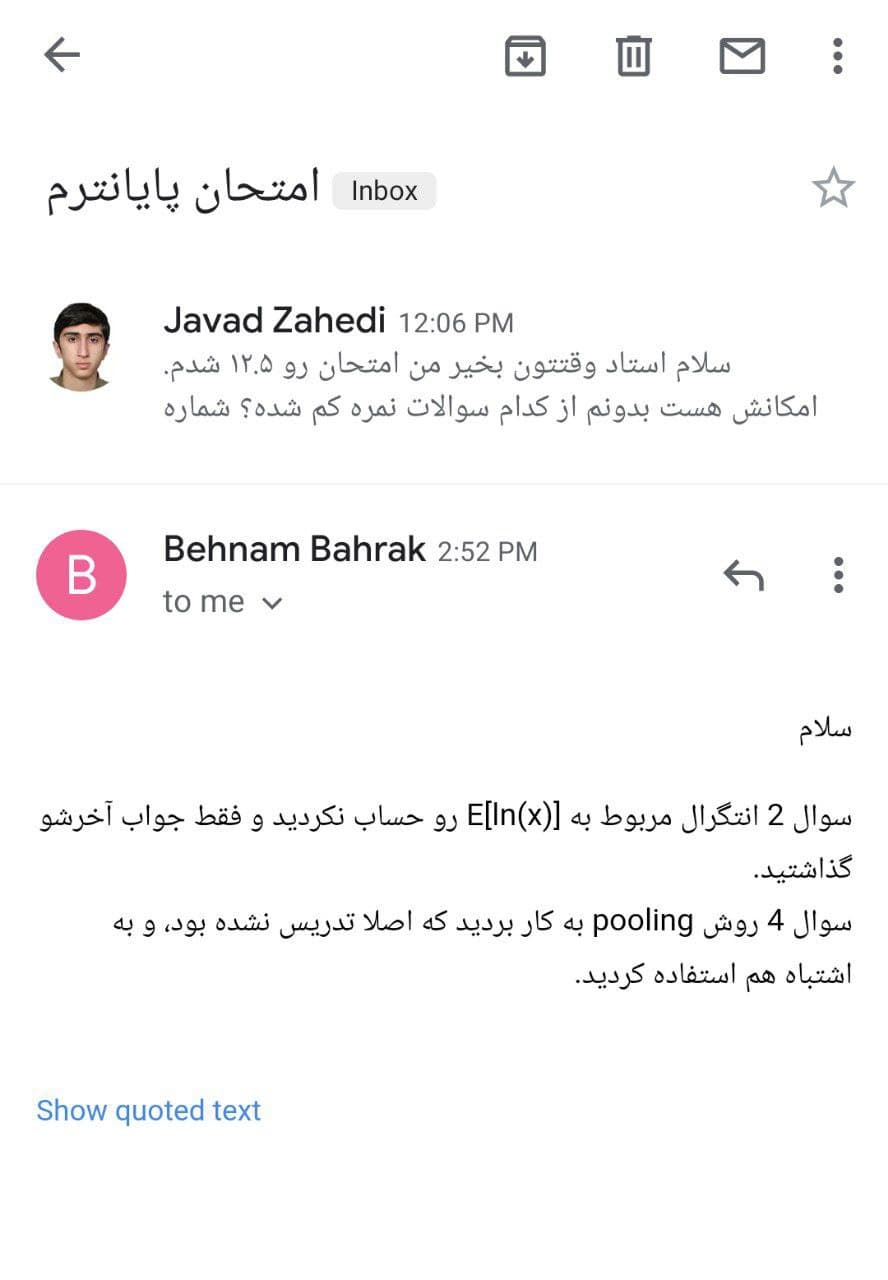 امتحان پایانترم Inbox
Javad Zahedi 12:06 PM
سلام استاد وقتتون بخیر من امتحان رو ۱۲.۵ شدم.
امکانش هست بدونم از کدام سوالات نمره کم شده؟ شماره
B
Behnam Bahrak 2:52 PM
to me
سلام
سوال 2 انتگرال مربوط به E[ln(x)] رو حساب نکردید و فقط جواب آخرشو
گذاشتید.
سوال 4 روش pooling به کار بردید که اصلا تدریس نشده بود، و به
اشتباه هم استفاده کردید.
Show quoted text